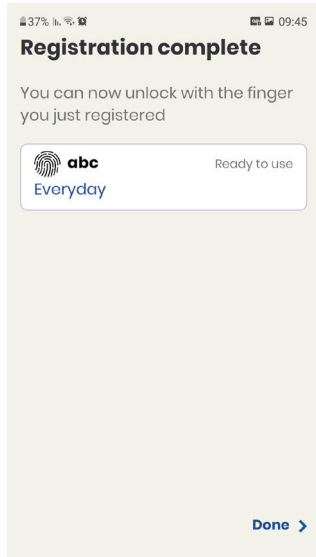 37% 09:45
Registration complete
You can now unlock with the finger
you just registered
abc Ready to use
Everyday
Done